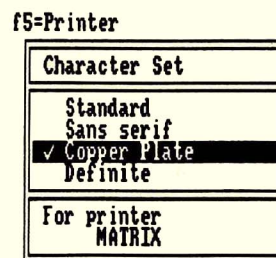 f5=Printer
Character Set
Standard
Sans serif
✓ Copper Plate
Definite
For printer
MATRIX